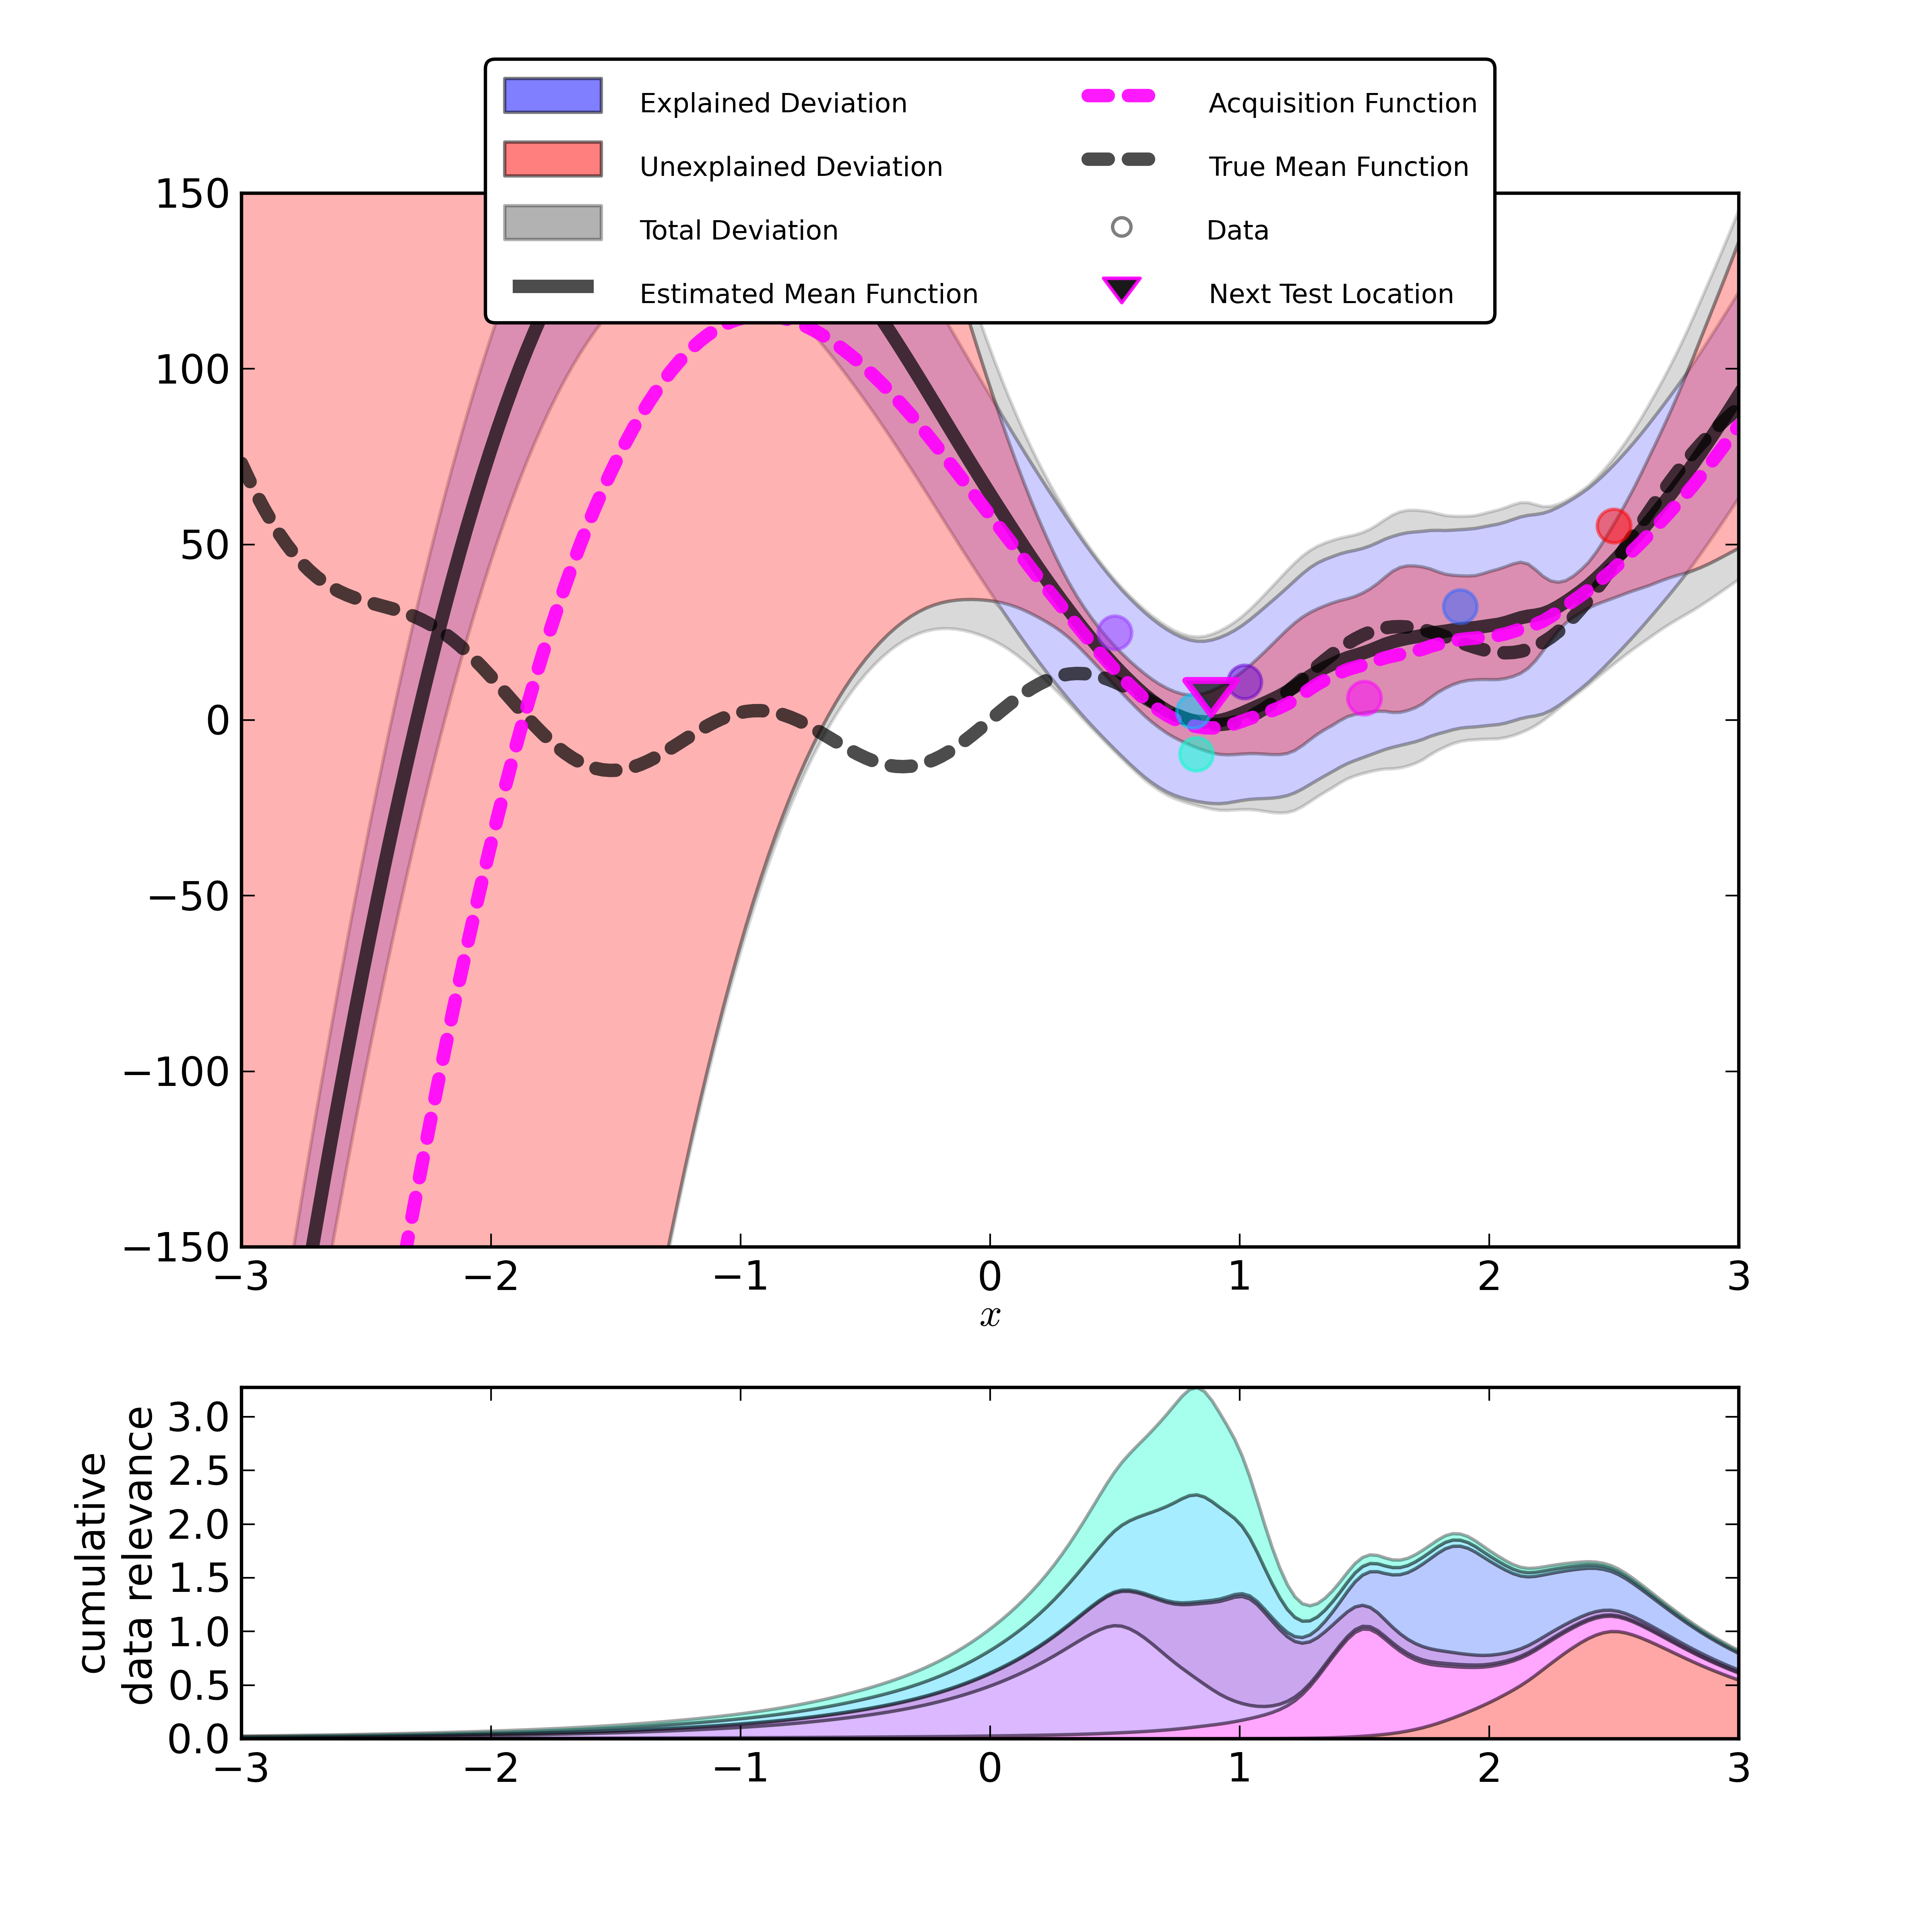 Explained Deviation
Unexplained Deviation
Total Deviation
Estimated Mean Function
Acquisition Function
True Mean Function
Data
Next Test Location
150
100
50
0
−50
−100
−150
−3 −2 −1 0 1 2 3
x
cumulative
data relevance
3.0
2.5
2.0
1.5
1.0
0.5
0.0
−3 −2 −1 0 1 2 3